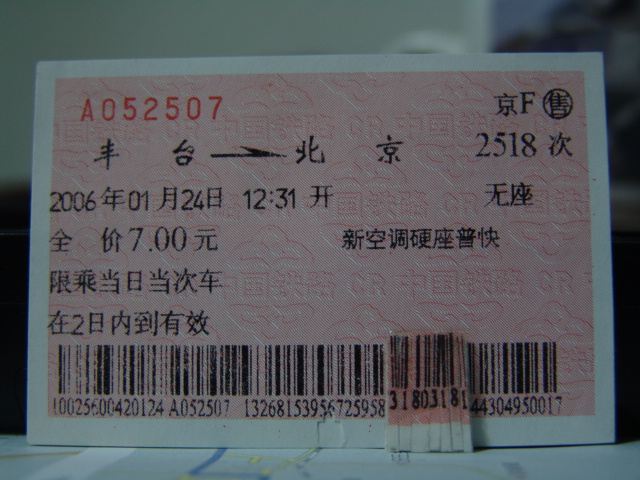 A052507 京F 售
丰 台 → 北 京 2518 次
2006 年 01 月 24 日 12:31 开 无座
全 价 7.00 元 新空调硬座普快
限乘当日当次车
在2日内到有效
10025600420124 A052507 13268153956725958 31803181 44304950017